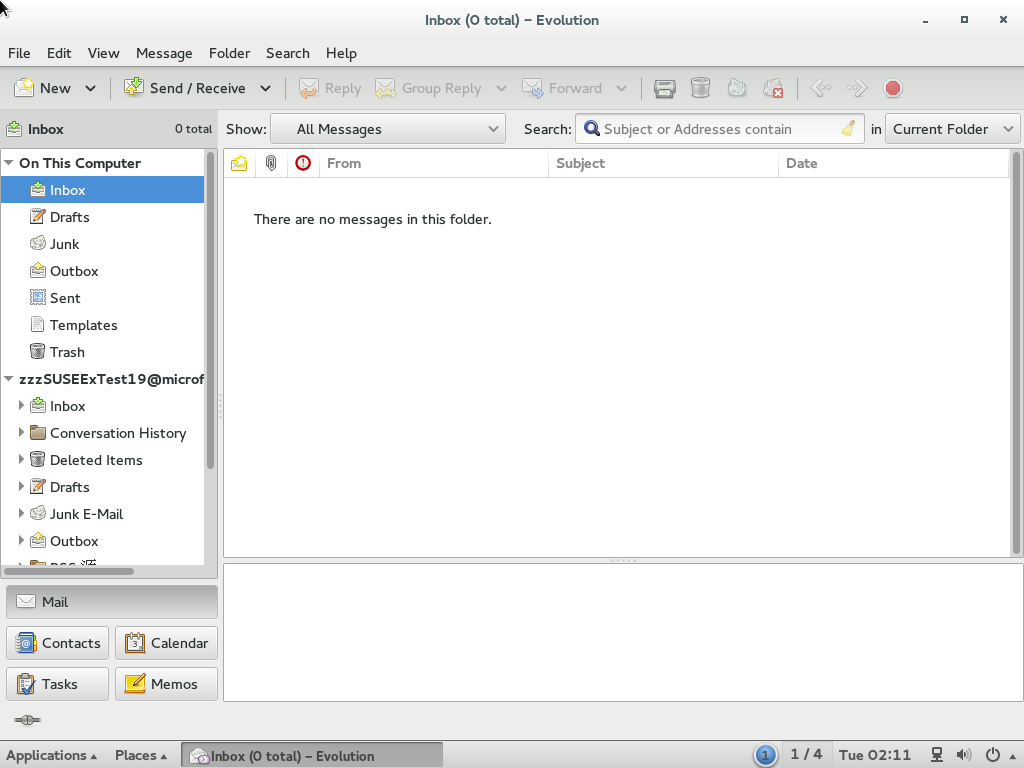 Inbox (0 total) – Evolution
File Edit View Message Folder Search Help
New Send / Receive Reply Group Reply Forward
Inbox 0 total Show: All Messages Search: Subject or Addresses contain in Current Folder
On This Computer
Inbox
Drafts
Junk
Outbox
Sent
Templates
Trash
zzzSUSEExTest19@microf
Inbox
Conversation History
Deleted Items
Drafts
Junk E-Mail
Outbox
RSS 源
From Subject Date
There are no messages in this folder.
Mail
Contacts Calendar
3
Tasks Memos
Applications Places Inbox (0 total) – Evolution 1 1 / 4 Tue 02:11